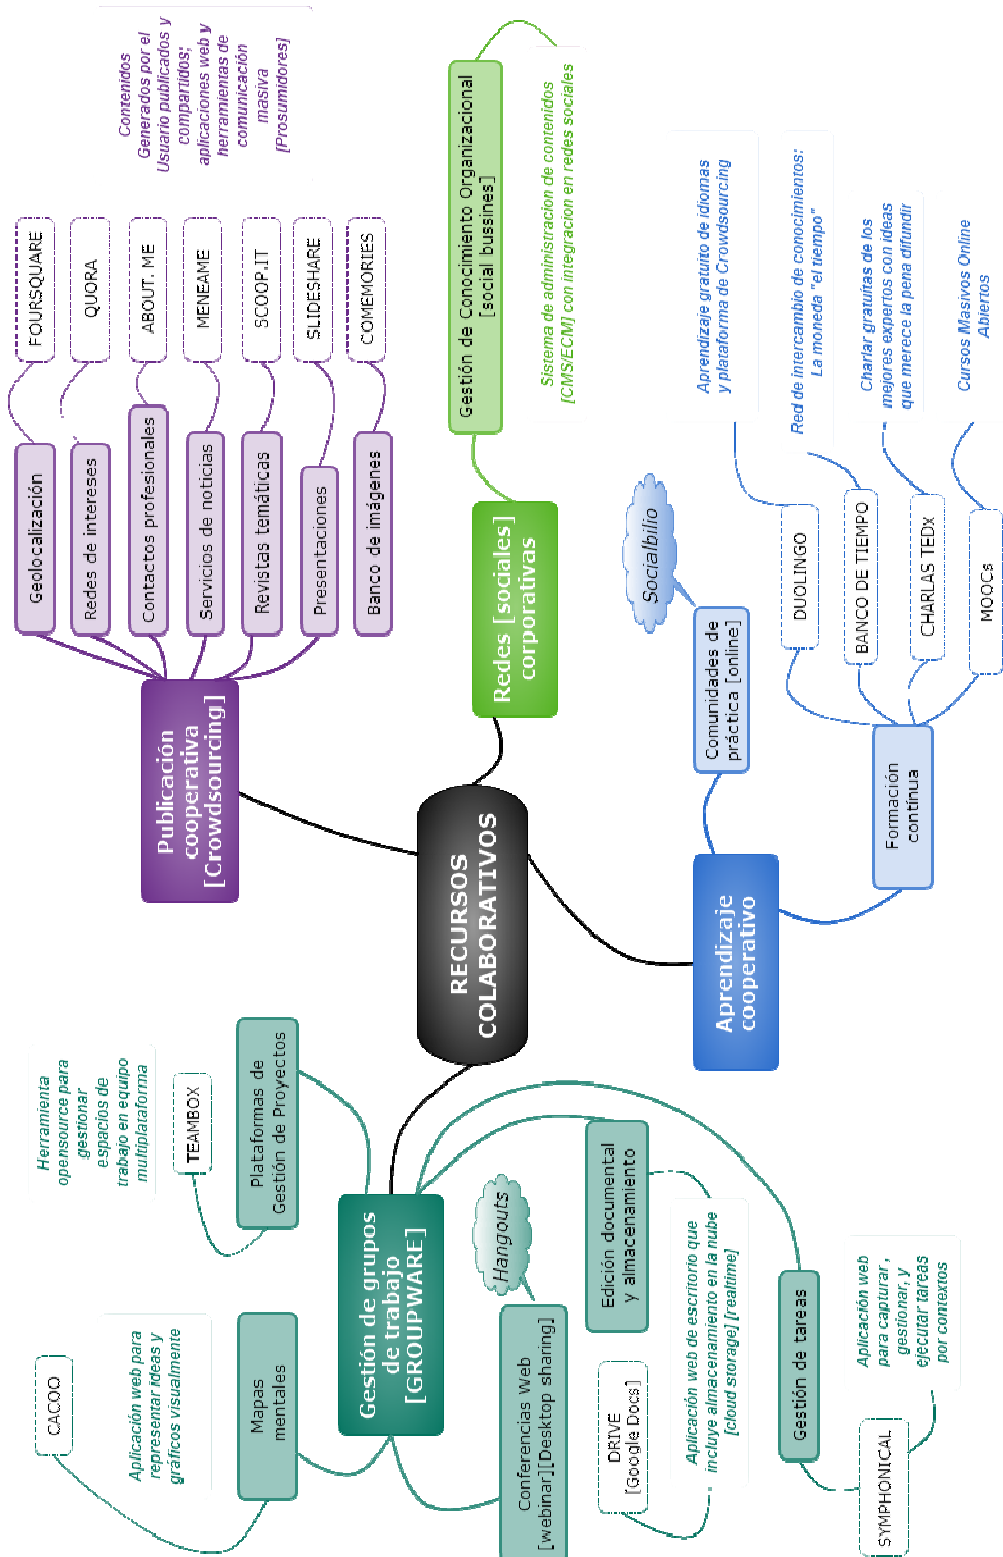 RECURSOS
COLABORATIVOS
Publicación
cooperativa
[Crowdsourcing]
Geolocalización
FOURSQUARE
Redes de intereses
QUORA
Contactos profesionales
ABOUT. ME
Servicios de noticias
MENEAME
Revistas temáticas
SCOOP.IT
Presentaciones
SLIDESHARE
Banco de imágenes
COMEMORIES
Contenidos
Generados por el
Usuario publicados y
compartidos;
aplicaciones web y
herramientas de
comunicación
masiva
[Prosumidores]
Redes [sociales]
corporativas
Gestión de Conocimiento Organizacional
[social bussines]
Sistema de administracion de contenidos
[CMS/ECM] con integracion en redes sociales
Aprendizaje
cooperativo
Comunidades de
práctica [online]
Socialbilio
Formación
contínua
DUOLINGO
Aprendizaje gratuito de idiomas
y plataforma de Crowdsourcing
BANCO DE TIEMPO
Red de intercambio de conocimientos:
La moneda "el tiempo"
CHARLAS TEDx
Charlar gratuitas de los
mejores expertos con ideas
que merece la pena difundir
MOOCs
Cursos Masivos Online
Abiertos
Gestión de grupos
de trabajo
[GROUPWARE]
Plataformas de
Gestión de Proyectos
TEAMBOX
Herramienta
opensource para
gestionar
espacios de
trabajo en equipo
multiplataforma
Mapas
mentales
CACOO
Aplicación web para
representar ideas y
gráficos visualmente
Conferencias Web
[webinar][Desktop sharing]
Hangouts
Edición documental
y almacenamiento
DRIVE
[Google Docs]
Aplicación web de escritorio que
incluye almacenamiento en la nube
[cloud storage] [realtime]
Gestión de tareas
SYMPHONICAL
Aplicación web
para capturar ,
gestionar, y
ejecutar tareas
por contextos